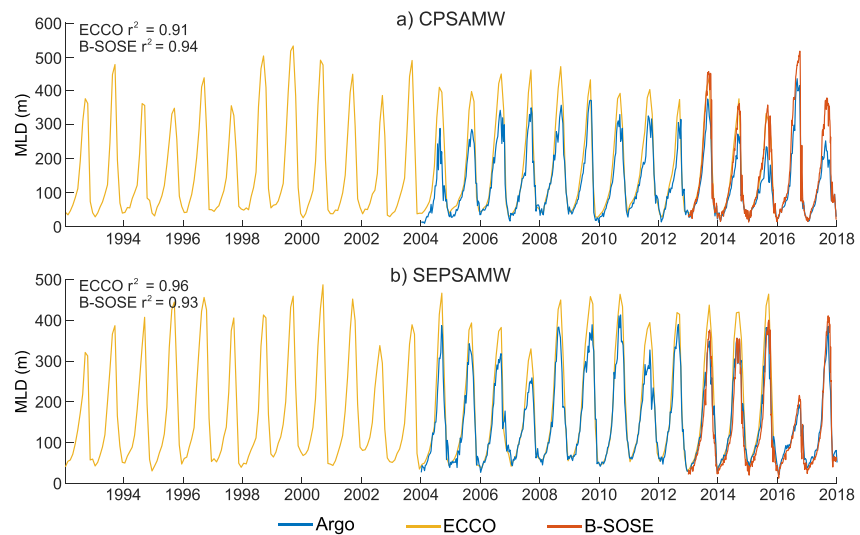 a) CPSAMW
ECCO r² = 0.91
B-SOSE r² = 0.94
MLD (m)
600
500
400
300
200
100
0
1994 1996 1998 2000 2002 2004 2006 2008 2010 2012 2014 2016 2018
b) SEPSAMW
ECCO r² = 0.96
B-SOSE r² = 0.93
MLD (m)
500
400
300
200
100
0
1994 1996 1998 2000 2002 2004 2006 2008 2010 2012 2014 2016 2018
Argo ECCO B-SOSE